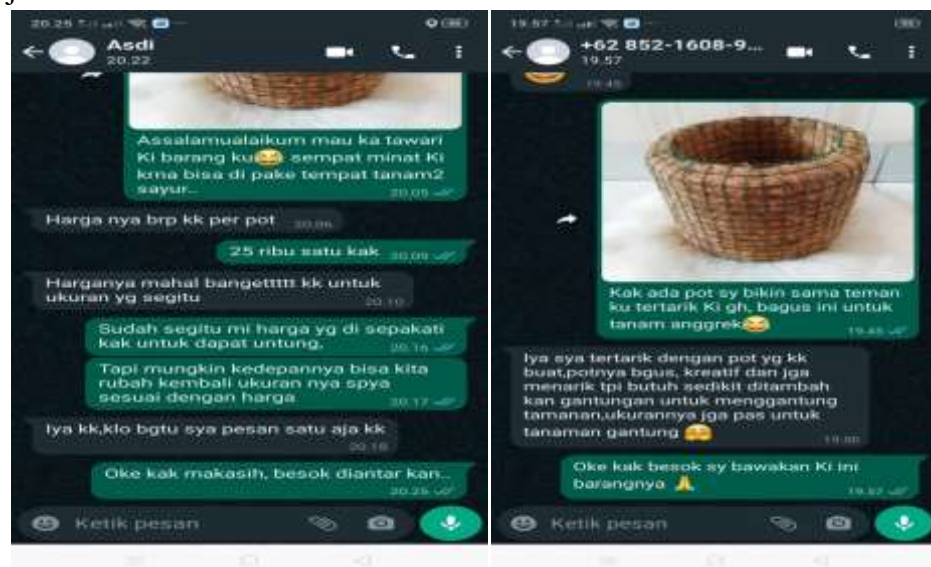 20.25
Asdi
20.22
Assalamualaikum mau ka tawari
Ki barang ku😂 sempat minat Ki
krna bisa di pake tempat tanam2
sayur..
20.05
Harga nya brp kk per pot 20.06
25 ribu satu kak 20.09
Harganya mahal bangettttt kk untuk
ukuran yg segitu
20.10
Sudah segitu mi harga yg di sepakati
kak untuk dapat untung,
20.16
Tapi mungkin kedepannya bisa kita
rubah kembali ukuran nya spya
sesuai dengan harga
20.17
Iya kk,klo bgtu sya pesan satu aja kk
Oke kak makasih, besok diantar kan..
20.25
Ketik pesan
19.57
+62 852-1608-9...
19.57
19.45
Kak ada pot sy bikin sama teman
ku tertarik Ki gh, bagus ini untuk
tanam anggrek😂
Iya sya tertarik dengan pot yg kk
buat,potnya bgus, kreatif dan jga
menarik tpi butuh sedikit ditambah
kan gantungan untuk menggantung
tamanan,ukurannya jga pas untuk
tanaman gantung
Oke kak besok sy bawakan Ki ini
barangnya 🙏
19.57
Ketik pesan